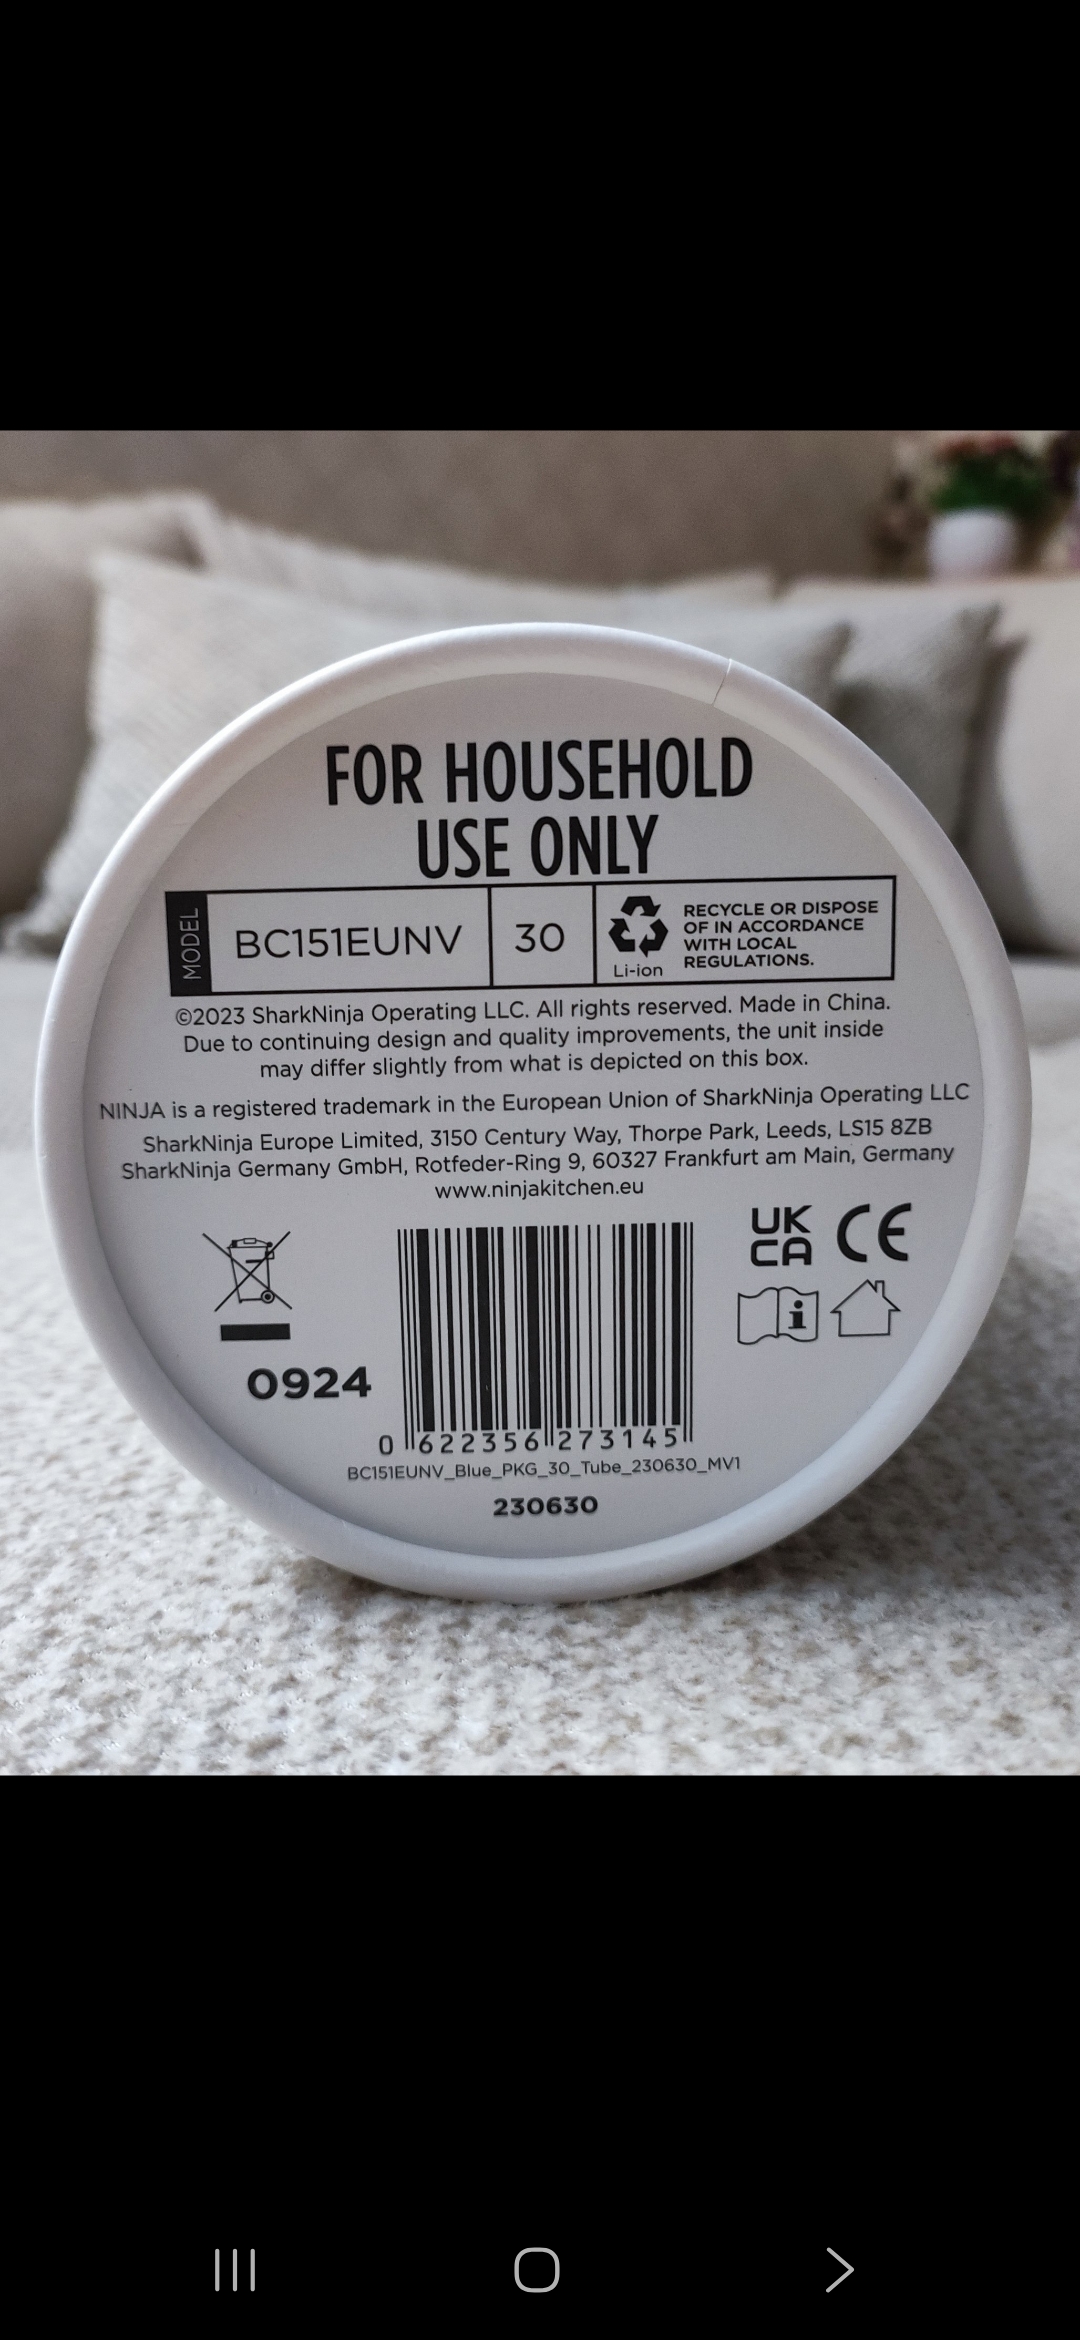 FOR HOUSEHOLD
USE ONLY
MODEL
BC151EUNV
30
Li-ion
RECYCLE OR DISPOSE
OF IN ACCORDANCE
WITH LOCAL
REGULATIONS.
©2023 SharkNinja Operating LLC. All rights reserved. Made in China.
Due to continuing design and quality improvements, the unit inside
may differ slightly from what is depicted on this box.
NINJA is a registered trademark in the European Union of SharkNinja Operating LLC
SharkNinja Europe Limited, 3150 Century Way, Thorpe Park, Leeds, LS15 8ZB
SharkNinja Germany GmbH, Rotfeder-Ring 9, 60327 Frankfurt am Main, Germany
www.ninjakitchen.eu
UK
CA
CE
i
0924
0 622356 273145
BC151EUNV_Blue_PKG_30_Tube_230630_MV1
230630